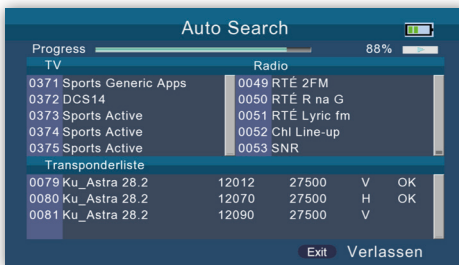 Auto Search
Progress 88%
TV Radio
0371 Sports Generic Apps 0049 RTÉ 2FM
0372 DCS14 0050 RTÉ R na G
0373 Sports Active 0051 RTÉ Lyric fm
0374 Sports Active 0052 Chl Line-up
0375 Sports Active 0053 SNR
Transponderliste
0079 Ku_Astra 28.2 12012 27500 V OK
0080 Ku_Astra 28.2 12070 27500 H OK
0081 Ku_Astra 28.2 12090 27500 V
Exit Verlassen